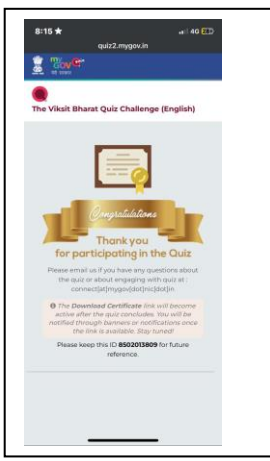 8:15
4G
quiz2.mygov.in
my
GOV
मेरी सरकार
The Viksit Bharat Quiz Challenge (English)
Congratulations
Thank you
for participating in the Quiz
Please email us if you have any questions about
the quiz or about engaging with quiz at :
connect[at]mygov[dot]nic[dot]in
The Download Certificate link will become
active after the quiz concludes. You will be
notified through banners or notifications once
the link is available. Stay tuned!
Please keep this ID 8502013809 for future
reference.